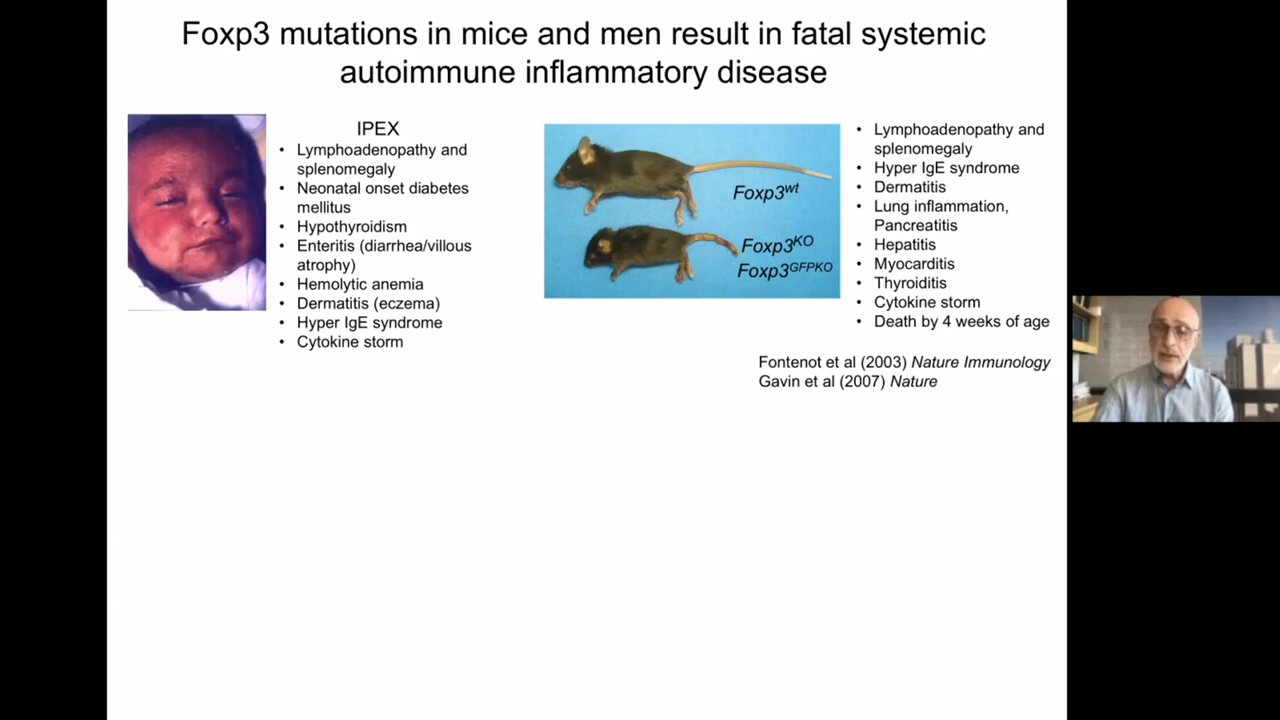 Foxp3 mutations in mice and men result in fatal systemic
autoimmune inflammatory disease
IPEX
• Lymphoadenopathy and
splenomegaly
• Neonatal onset diabetes
mellitus
• Hypothyroidism
• Enteritis (diarrhea/villous
atrophy)
• Hemolytic anemia
• Dermatitis (eczema)
• Hyper IgE syndrome
• Cytokine storm
Foxp3wt
Foxp3KO
Foxp3GFPKO
• Lymphoadenopathy and
splenomegaly
• Hyper IgE syndrome
• Dermatitis
• Lung inflammation,
Pancreatitis
• Hepatitis
• Myocarditis
• Thyroiditis
• Cytokine storm
• Death by 4 weeks of age
Fontenot et al (2003) Nature Immunology
Gavin et al (2007) Nature